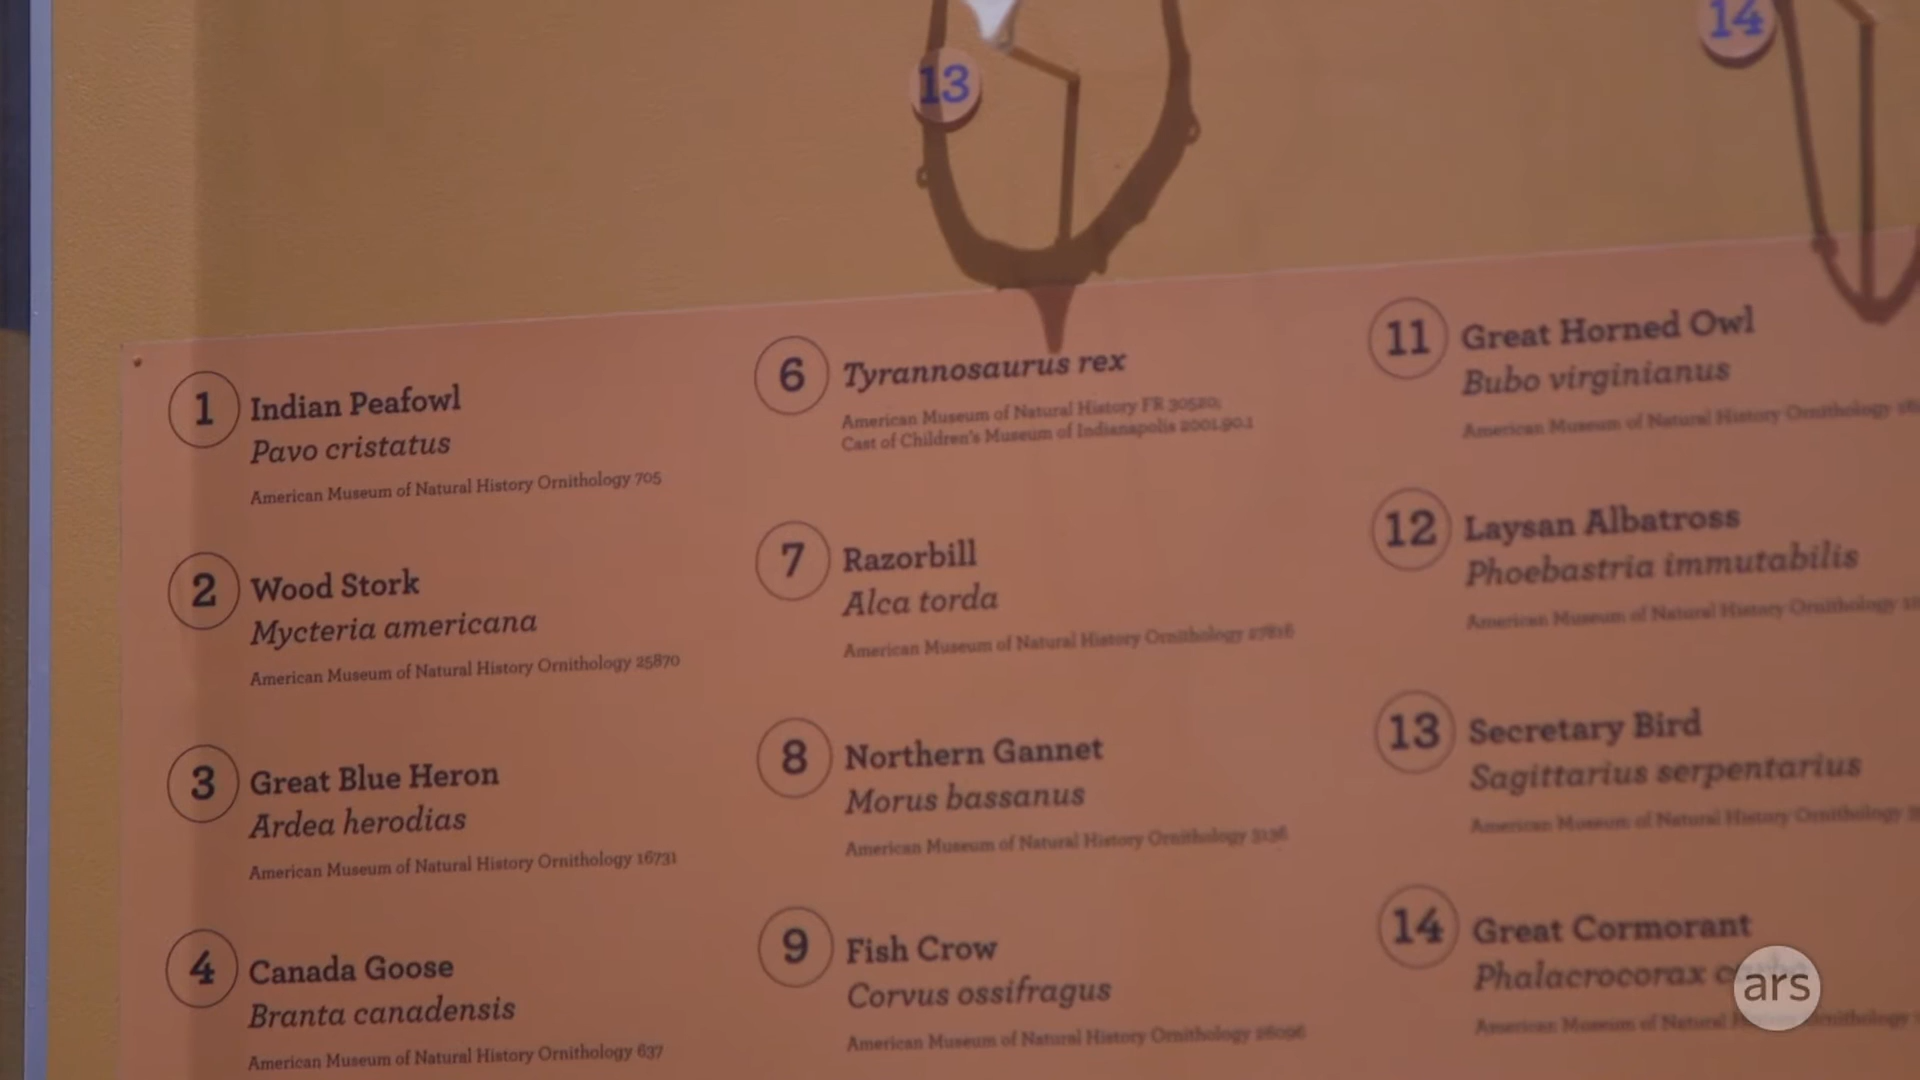 13
14
1
Indian Peafowl
Pavo cristatus
American Museum of Natural History Ornithology 705
2
Wood Stork
Mycteria americana
American Museum of Natural History Ornithology 25870
3
Great Blue Heron
Ardea herodias
American Museum of Natural History Ornithology 16731
4
Canada Goose
Branta canadensis
American Museum of Natural History Ornithology 637
6
Tyrannosaurus rex
American Museum of Natural History FR 30520;
Cast of Children's Museum of Indianapolis 2001.90.1
7
Razorbill
Alca torda
American Museum of Natural History Ornithology
8
Northern Gannet
Morus bassanus
American Museum of Natural History Ornithology
9
Fish Crow
Corvus ossifragus
American Museum of Natural History Ornithology
11
Great Horned Owl
Bubo virginianus
American Museum of Natural History Ornithology
12
Laysan Albatross
Phoebastria immutabilis
American Museum of Natural History Ornithology
13
Secretary Bird
Sagittarius serpentarius
American Museum of Natural History Ornithology
14
Great Cormorant
Phalacrocorax
American Museum of Natural
ars